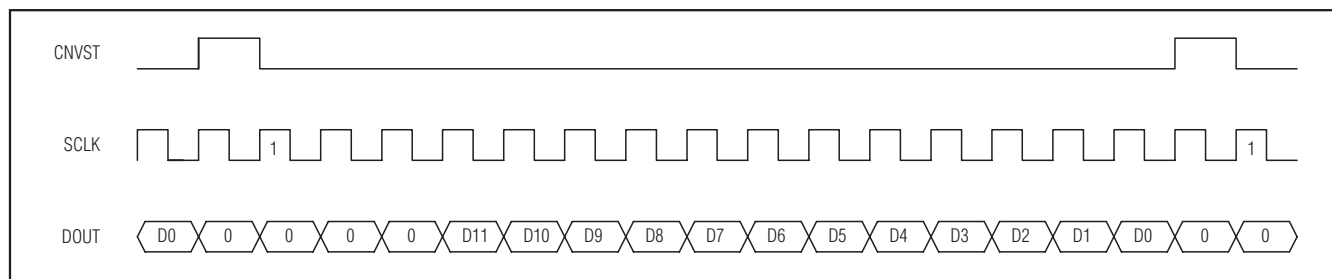 CNVST
SCLK 1 1
DOUT D0 0 0 0 0 D11 D10 D9 D8 D7 D6 D5 D4 D3 D2 D1 D0 0 0